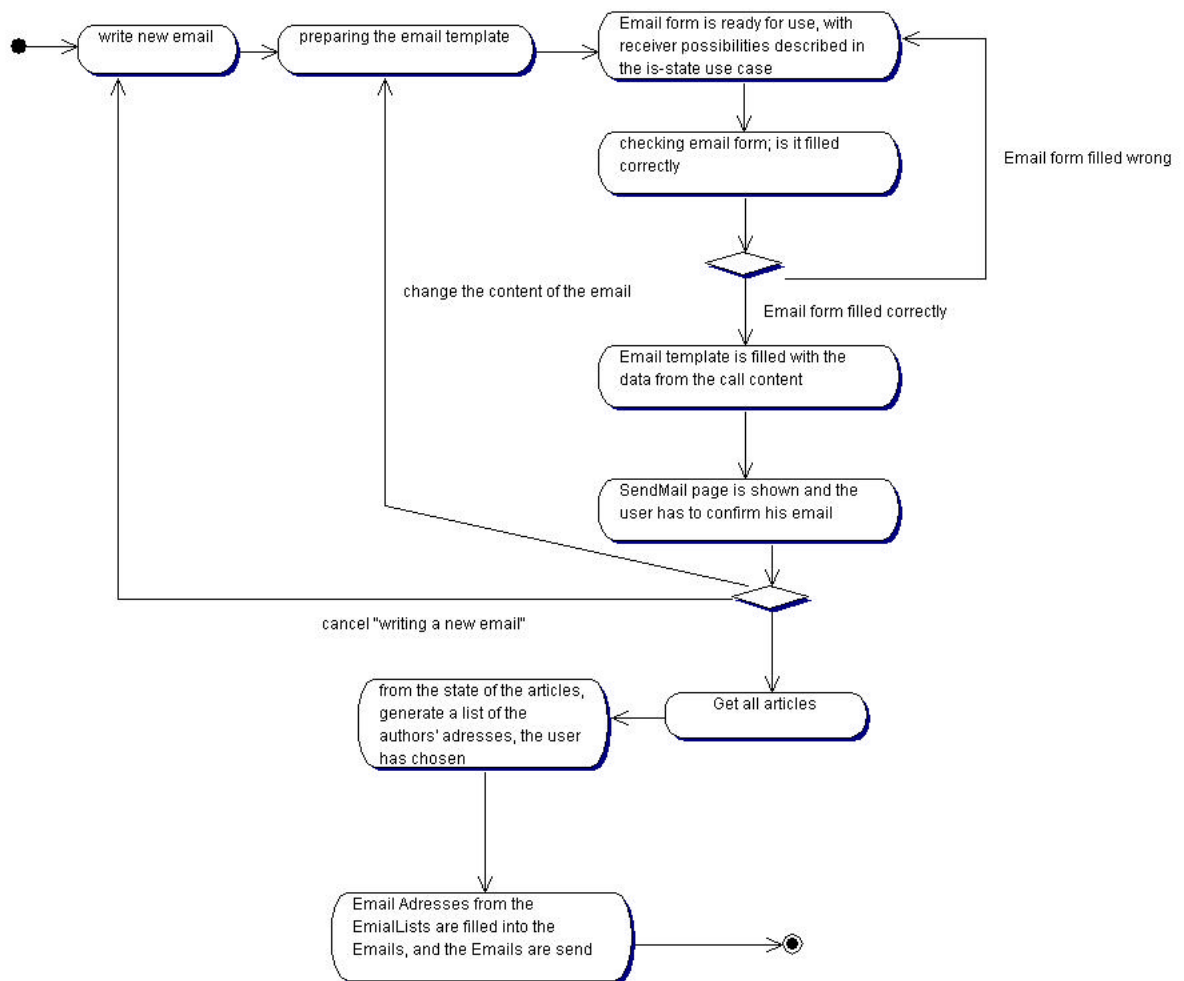 write new email
preparing the email template
Email form is ready for use, with
receiver possibilities described in
the is-state use case
checking email form; is it filled
correctly
Email form filled wrong
change the content of the email
Email form filled correctly
Email template is filled with the
data from the call content
SendMail page is shown and the
user has to confirm his email
cancel "writing a new email"
from the state of the articles,
generate a list of the
authors' adresses, the user
has chosen
Get all articles
Email Adresses from the
EmialLists are filled into the
Emails, and the Emails are send